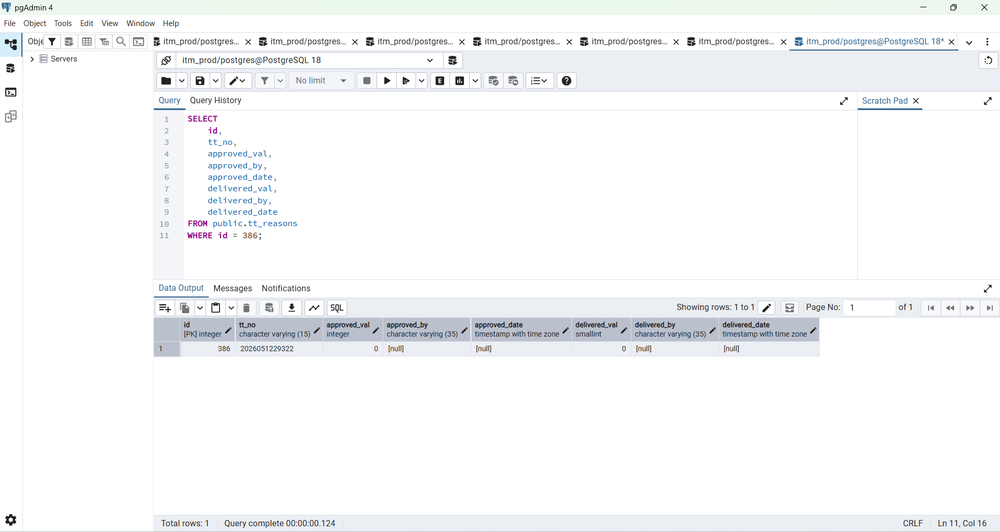 pgAdmin 4
File Object Tools Edit View Window Help
Obje
itm_prod/postgres... itm_prod/postgres... itm_prod/postgres... itm_prod/postgres... itm_prod/postgres... itm_prod/postgres... itm_prod/postgres@PostgreSQL 18*
Servers
itm_prod/postgres@PostgreSQL 18
No limit
E
Query Query History
Scratch Pad
1 SELECT
2 id,
3 tt_no,
4 approved_val,
5 approved_by,
6 approved_date,
7 delivered_val,
8 delivered_by,
9 delivered_date
10 FROM public.tt_reasons
11 WHERE id = 386;
Data Output Messages Notifications
SQL
Showing rows: 1 to 1
Page No: 1 of 1
id tt_no approved_val approved_by approved_date delivered_val delivered_by delivered_date
[PK] integer character varying (15) integer character varying (35) timestamp with time zone smallint character varying (35) timestamp with time zone
1 386 2026051229322 0 [null] [null] 0 [null] [null]
Total rows: 1 Query complete 00:00:00.124 CRLF Ln 11, Col 16